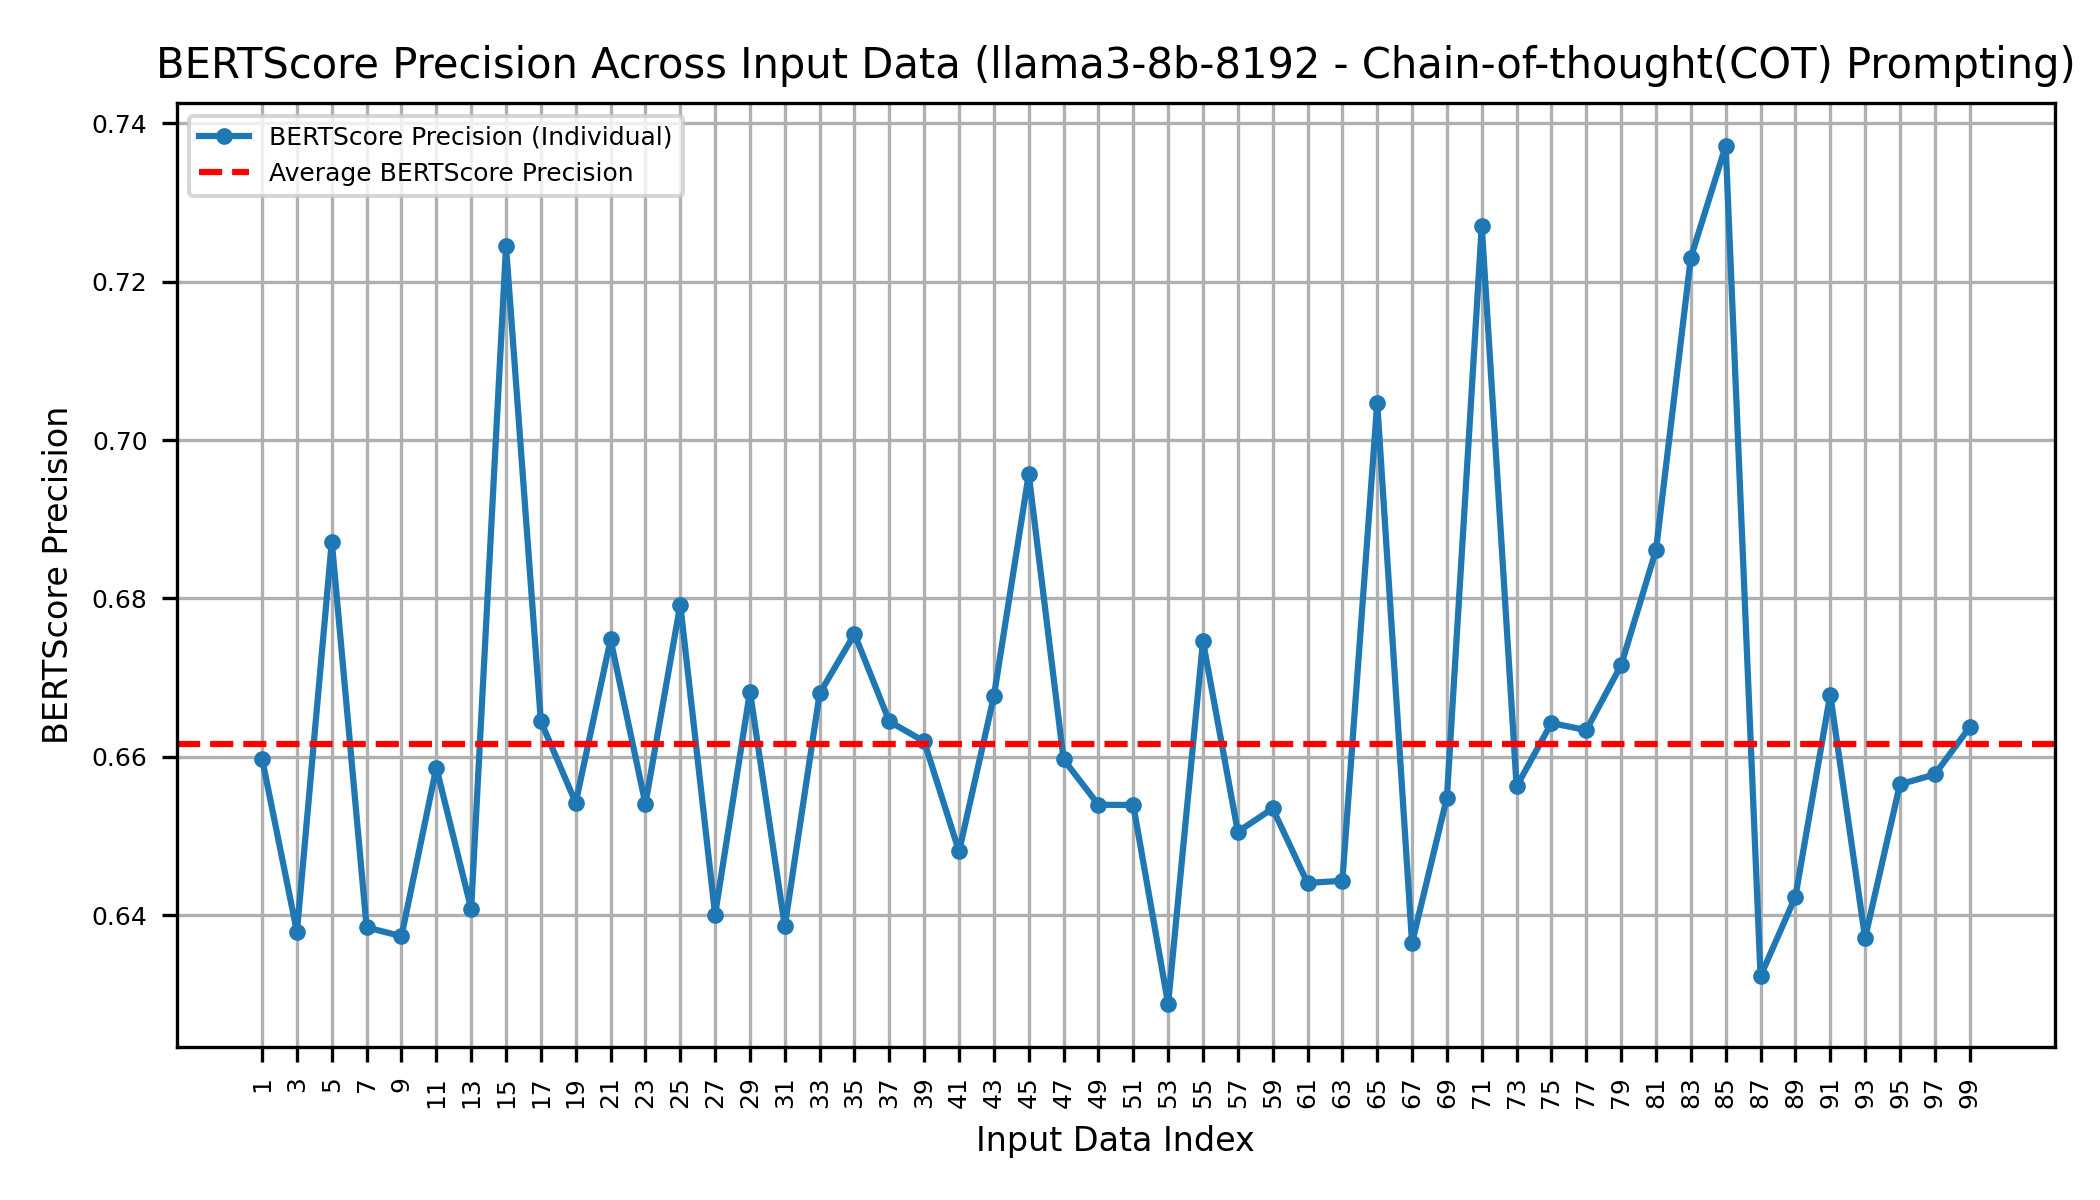 BERTScore Precision Across Input Data (llama3-8b-8192 - Chain-of-thought(COT) Prompting)
BERTScore Precision (Individual)
Average BERTScore Precision
BERTScore Precision
0.74
0.72
0.70
0.68
0.66
0.64
1 3 5 7 9 11 13 15 17 19 21 23 25 27 29 31 33 35 37 39 41 43 45 47 49 51 53 55 57 59 61 63 65 67 69 71 73 75 77 79 81 83 85 87 89 91 93 95 97 99
Input Data Index